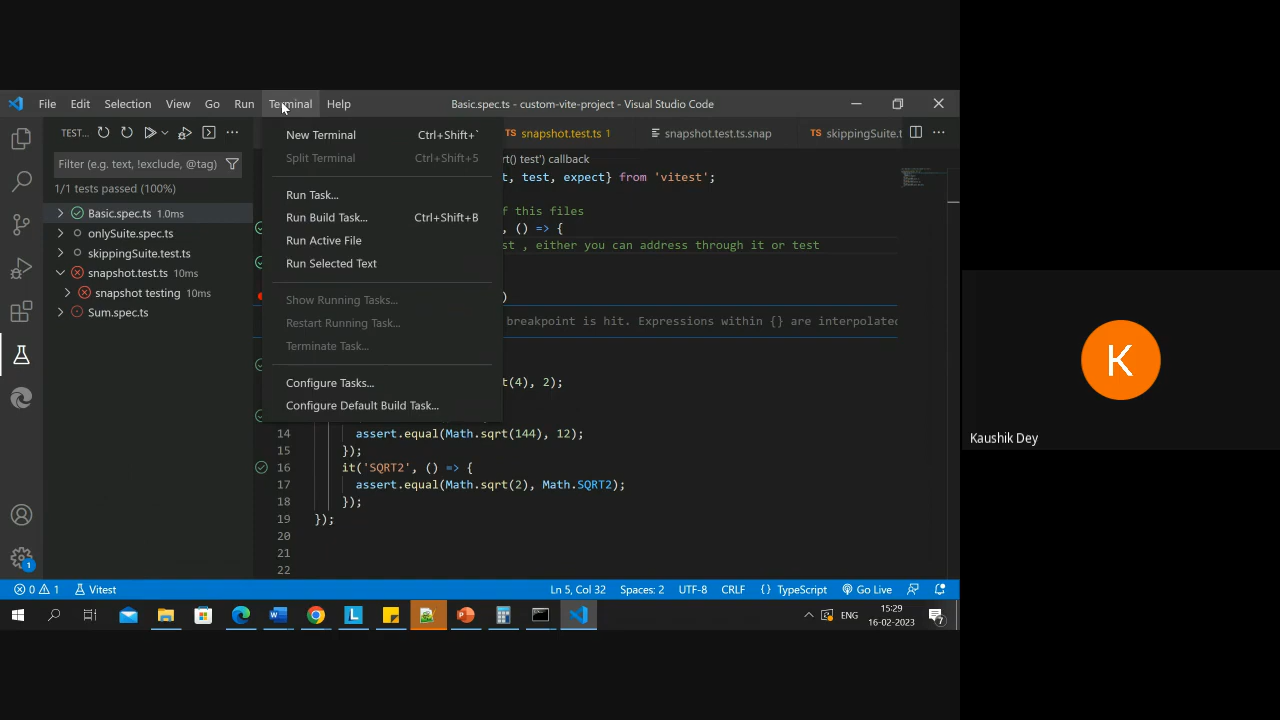 File Edit Selection View Go Run Terminal Help Basic.spec.ts - custom-vite-project - Visual Studio Code
TEST...
Filter (e.g. text, !exclude, @tag)
1/1 tests passed (100%)
Basic.spec.ts 1.0ms
onlySuite.spec.ts
skippingSuite.test.ts
snapshot.test.ts 10ms
snapshot testing 10ms
Sum.spec.ts
New Terminal Ctrl+Shift+`
Split Terminal Ctrl+Shift+5
Run Task...
Run Build Task... Ctrl+Shift+B
Run Active File
Run Selected Text
Show Running Tasks...
Restart Running Task...
Terminate Task...
Configure Tasks...
Configure Default Build Task...
TS snapshot.test.ts 1 snapshot.test.ts.snap TS skippingSuite.t
rt() test') callback
t, test, expect} from 'vitest';
f this files
, () => {
st , either you can address through it or test
)
breakpoint is hit. Expressions within {} are interpolated
t(4), 2);
14 assert.equal(Math.sqrt(144), 12);
15 });
16 it('SQRT2', () => {
17 assert.equal(Math.sqrt(2), Math.SQRT2);
18 });
19 });
20
21
22
0 1 Vitest Ln 5, Col 32 Spaces: 2 UTF-8 CRLF {} TypeScript Go Live
1
ENG
15:29
16-02-2023
7
K
Kaushik Dey